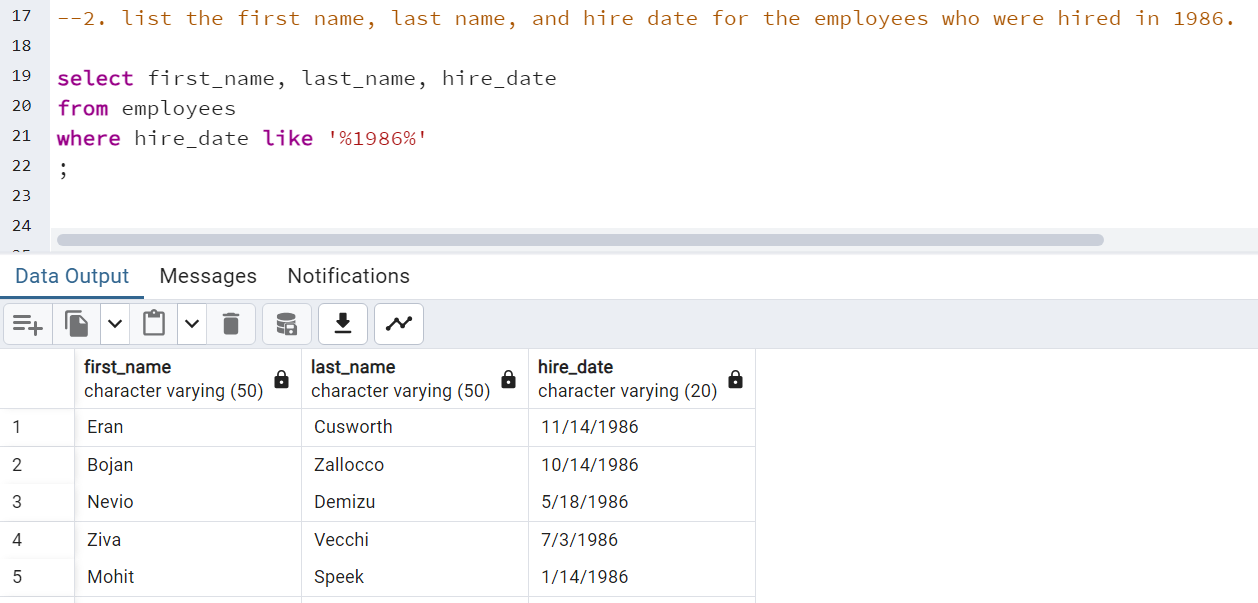 17 --2. list the first name, last name, and hire date for the employees who were hired in 1986.
18
19 select first_name, last_name, hire_date
20 from employees
21 where hire_date like '%1986%'
22 ;
23
24
Data Output Messages Notifications
first_name last_name hire_date
character varying (50) character varying (50) character varying (20)
1 Eran Cusworth 11/14/1986
2 Bojan Zallocco 10/14/1986
3 Nevio Demizu 5/18/1986
4 Ziva Vecchi 7/3/1986
5 Mohit Speek 1/14/1986